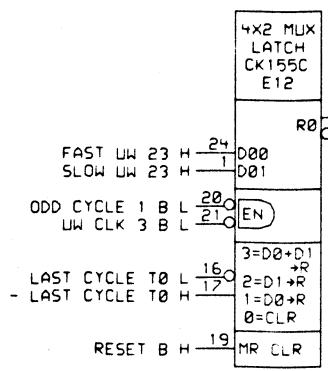 4X2 MUX
LATCH
CK155C
E12
R0
FAST UW 23 H 24 D00
SLOW UW 23 H 1 D01
ODD CYCLE 1 B L 20 EN
UW CLK 3 B L 21
3=D0+D1
→R
LAST CYCLE T0 L 16 2=D1→R
- LAST CYCLE T0 H 17 1=D0→R
0=CLR
RESET B H 19 MR CLR